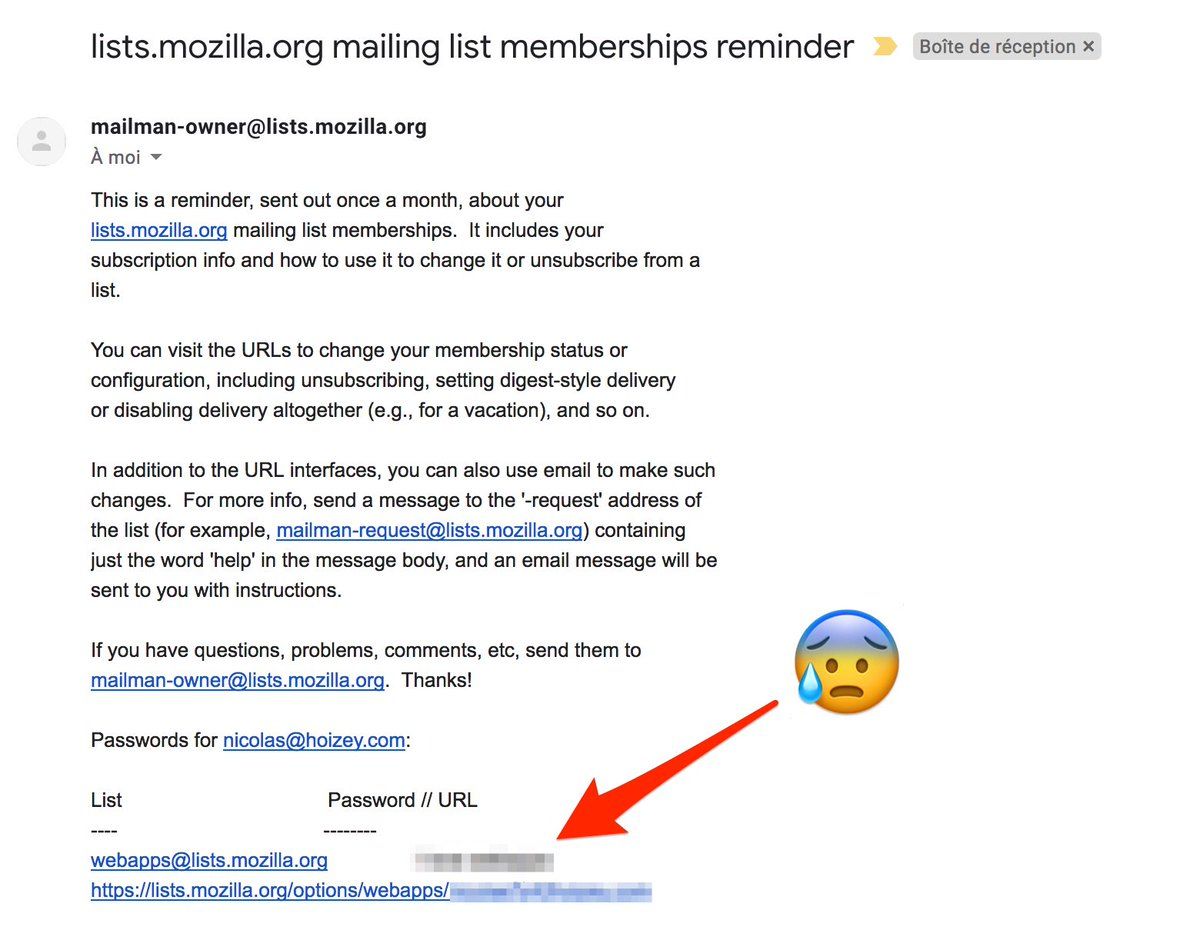 lists.mozilla.org mailing list memberships reminder Boîte de réception ×
mailman-owner@lists.mozilla.org
À moi
This is a reminder, sent out once a month, about your
lists.mozilla.org mailing list memberships.  It includes your
subscription info and how to use it to change it or unsubscribe from a
list.
You can visit the URLs to change your membership status or
configuration, including unsubscribing, setting digest-style delivery
or disabling delivery altogether (e.g., for a vacation), and so on.
In addition to the URL interfaces, you can also use email to make such
changes.  For more info, send a message to the '-request' address of
the list (for example, mailman-request@lists.mozilla.org) containing
just the word 'help' in the message body, and an email message will be
sent to you with instructions.
If you have questions, problems, comments, etc, send them to
mailman-owner@lists.mozilla.org.  Thanks!
Passwords for nicolas@hoizey.com:
List Password // URL
---- --------
webapps@lists.mozilla.org
https://lists.mozilla.org/options/webapps/